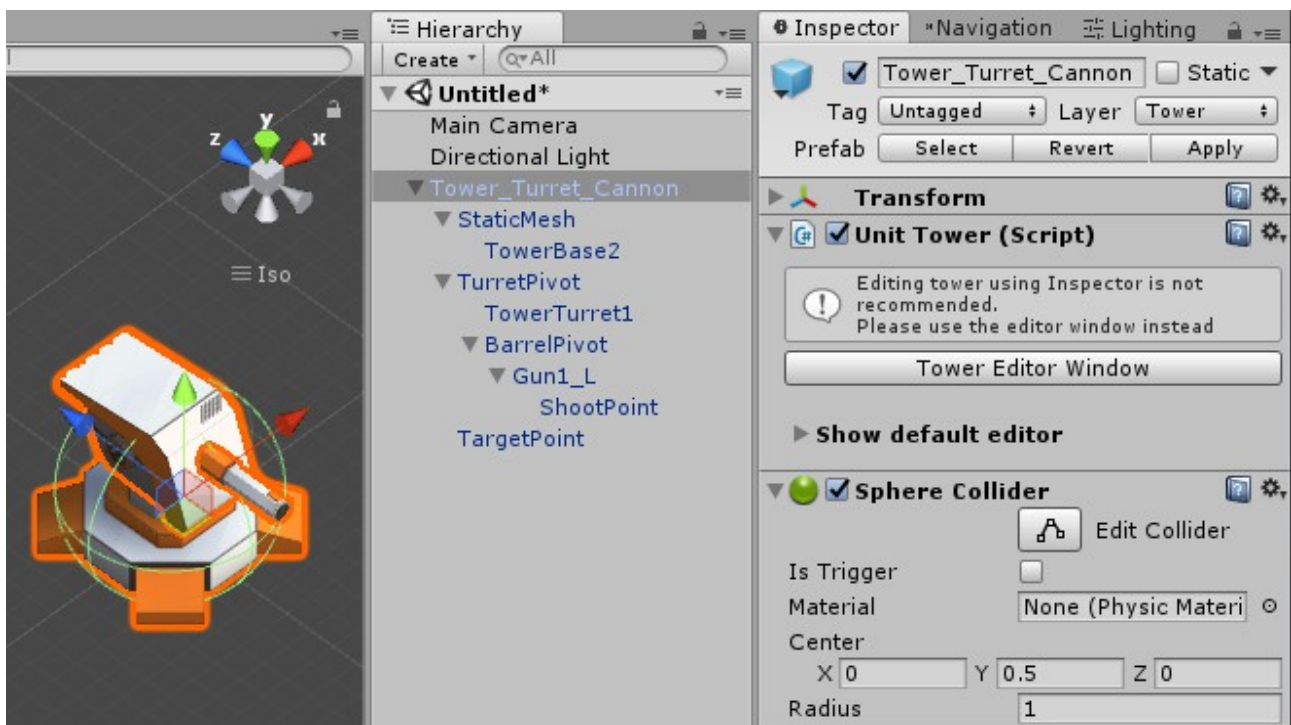 Hierarchy
Create
All
Untitled*
Main Camera
Directional Light
Tower_Turret_Cannon
StaticMesh
TowerBase2
TurretPivot
TowerTurret1
BarrelPivot
Gun1_L
ShootPoint
TargetPoint
y
z x
Iso
Inspector Navigation Lighting
Tower_Turret_Cannon Static
Tag Untagged Layer Tower
Prefab Select Revert Apply
Transform
C# Unit Tower (Script)
Editing tower using Inspector is not
recommended.
Please use the editor window instead
Tower Editor Window
Show default editor
Sphere Collider
Edit Collider
Is Trigger
Material None (Physic Materi
Center
X 0 Y 0.5 Z 0
Radius 1